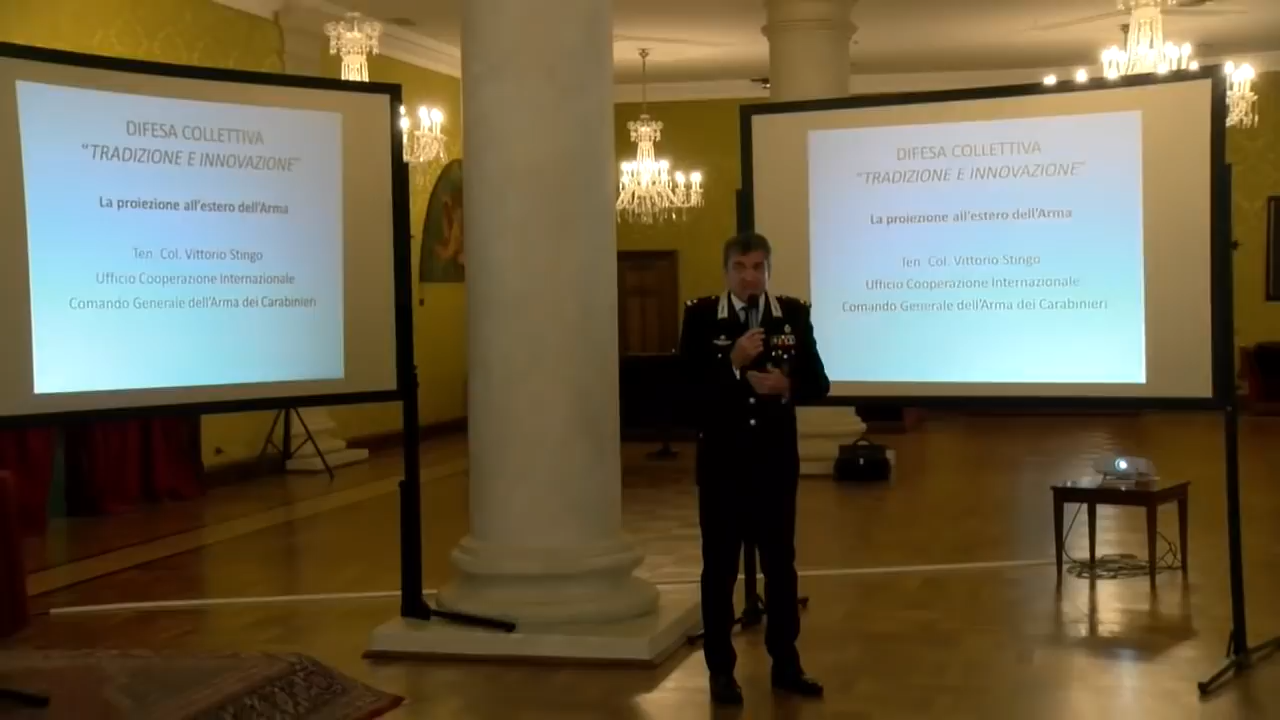 DIFESA COLLETTIVA
"TRADIZIONE E INNOVAZIONE"
La proiezione all'estero dell'Arma
Ten. Col. Vittorio Stingo
Ufficio Cooperazione Internazionale
Comando Generale dell'Arma dei Carabinieri
DIFESA COLLETTIVA
"TRADIZIONE E INNOVAZIONE"
La proiezione all'estero dell'Arma
Ten. Col. Vittorio Stingo
Ufficio Cooperazione Internazionale
Comando Generale dell'Arma dei Carabinieri